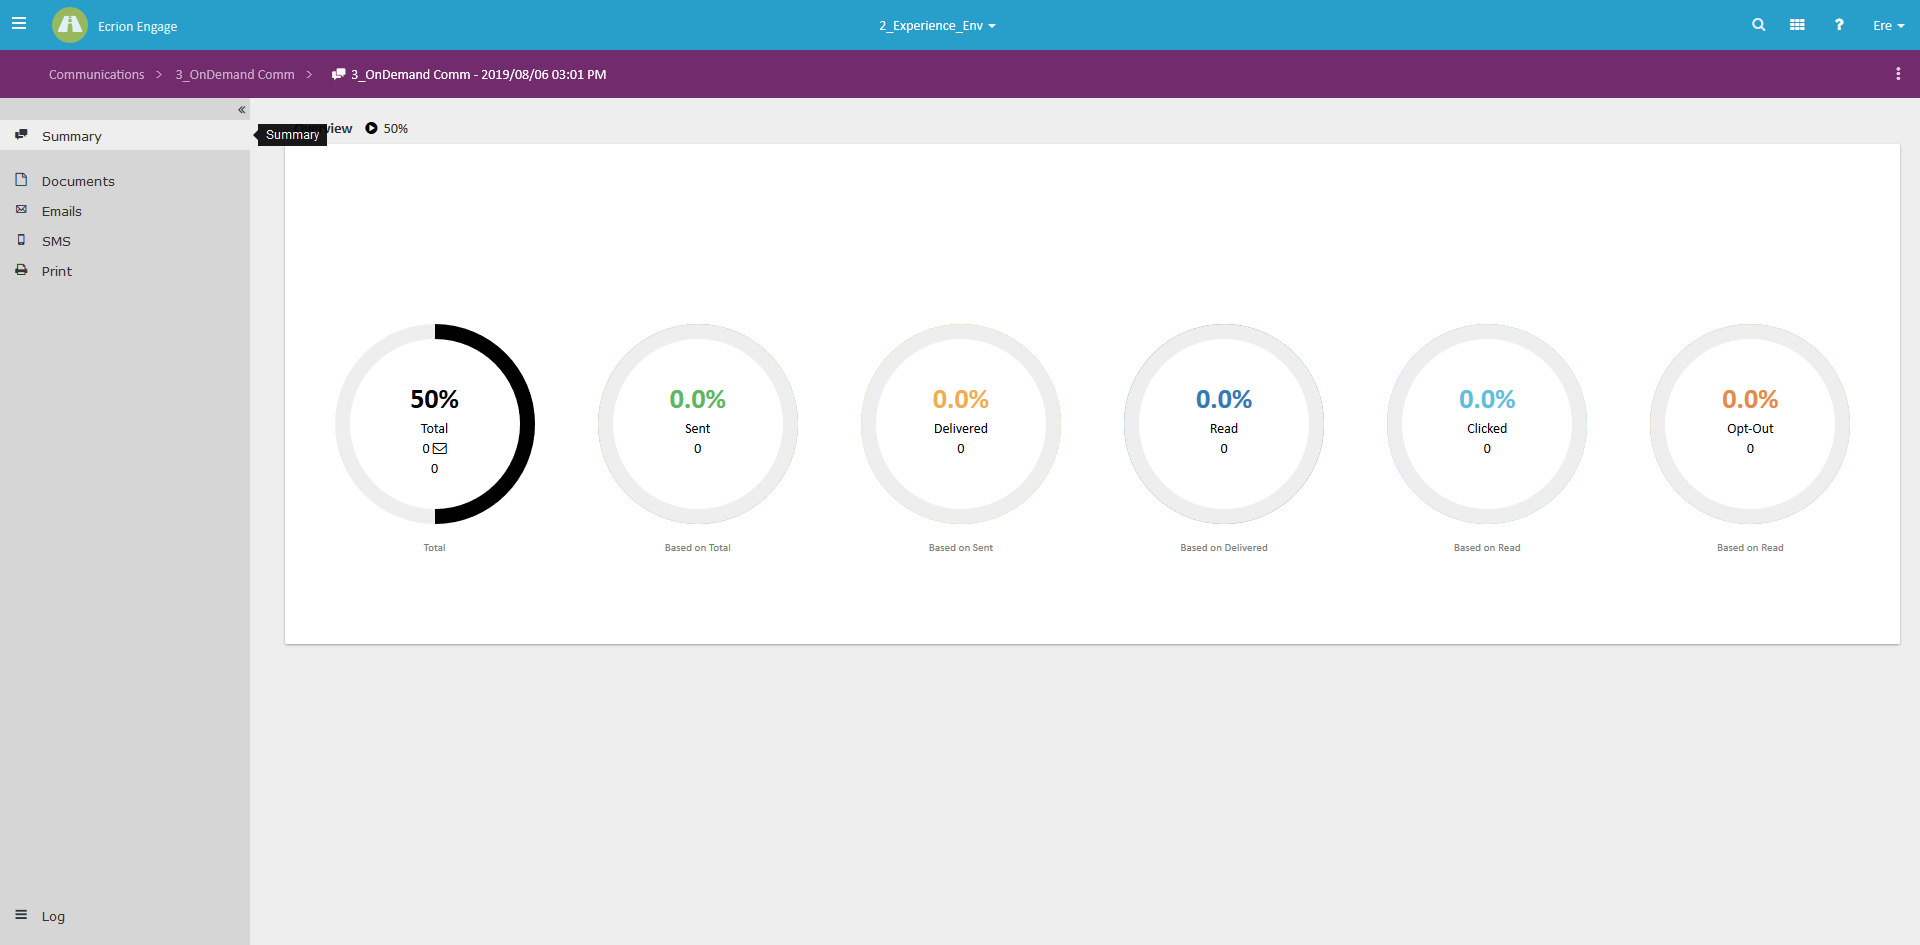 Ecrion Engage
2_Experience_Env
?
Ere
Communications > 3_OnDemand Comm > 3_OnDemand Comm - 2019/08/06 03:01 PM
«
Summary
Documents
Emails
SMS
Print
Log
Summary
view 50%
50%
Total
0
0
Total
0.0%
Sent
0
Based on Total
0.0%
Delivered
0
Based on Sent
0.0%
Read
0
Based on Delivered
0.0%
Clicked
0
Based on Read
0.0%
Opt-Out
0
Based on Read